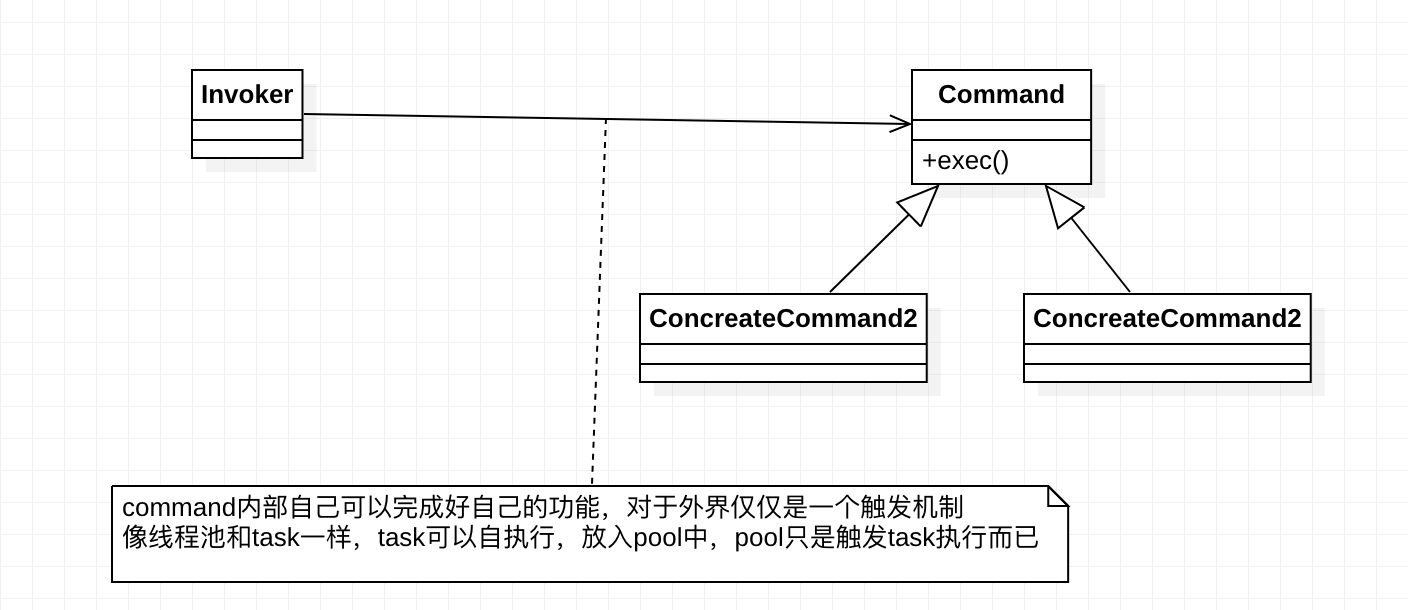 Invoker
Command
+exec()
ConcreateCommand2
ConcreateCommand2
command内部自己可以完成好自己的功能，对于外界仅仅是一个触发机制
像线程池和task一样，task可以自执行，放入pool中，pool只是触发task执行而已